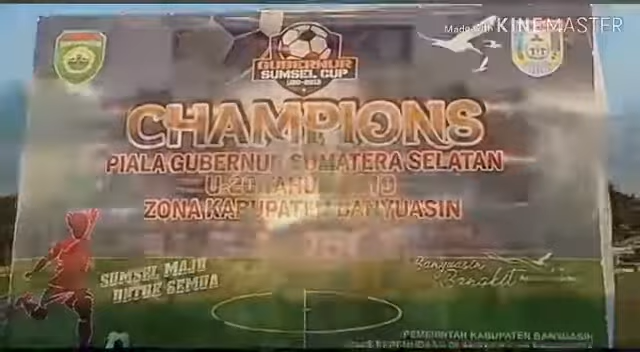 Made with KINEMASTER
GUBERNUR
SUMSEL CUP
CHAMPIONS
PIALA GUBERNUR SUMATERA SELATAN
U-20
ZONA KABUPATEN BANYUASIN
SUMSEL MAJU
UNTUK SEMUA
Banyuasin
Bangkit
PEMERINTAH KABUPATEN BANYUASIN